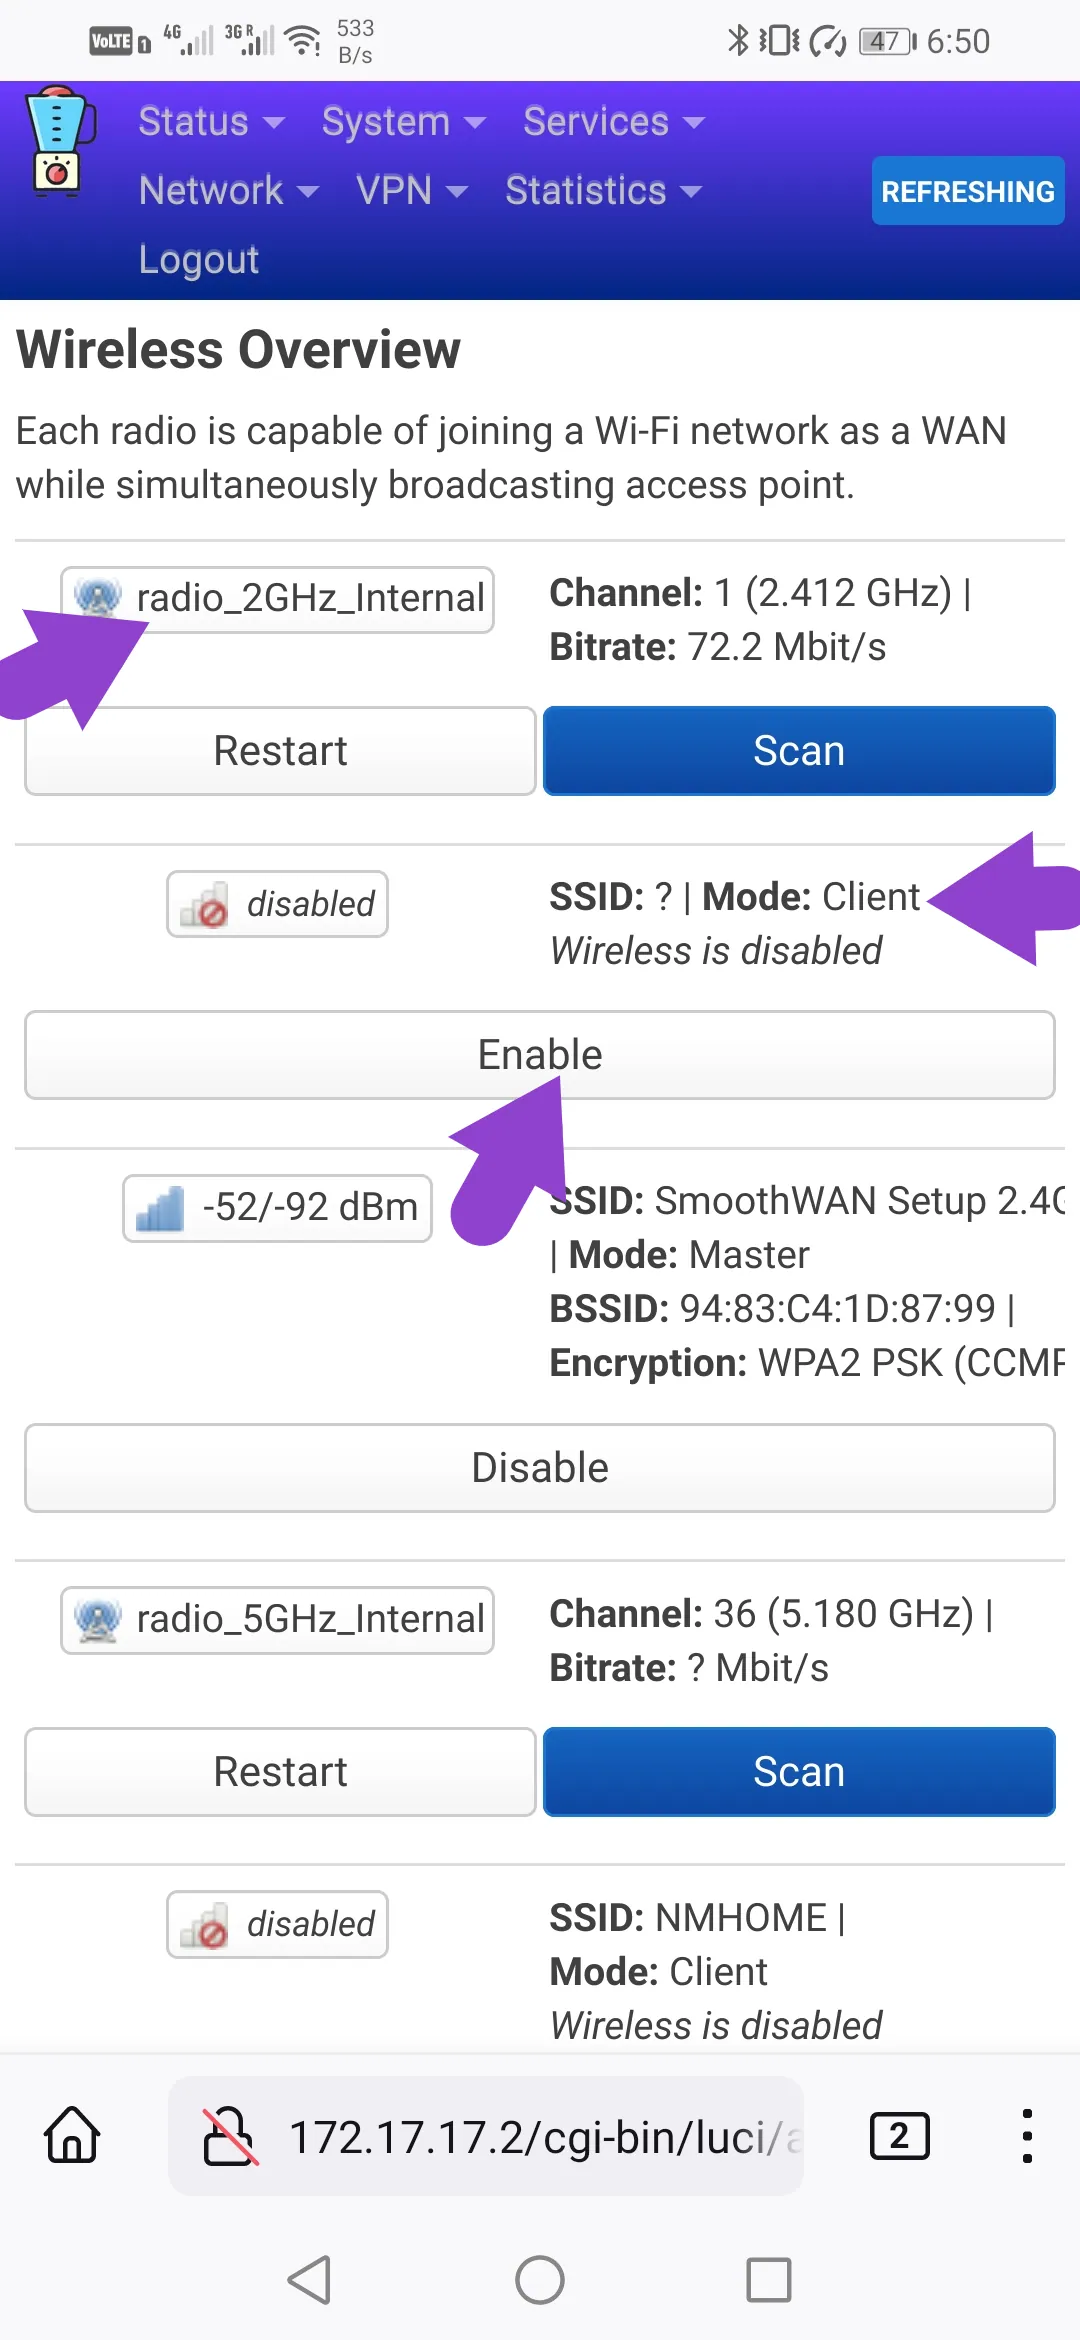 VoLTE 1 4G 3G R 533 B/s 47 6:50
Status System Services
Network VPN Statistics
REFRESHING
Logout
Wireless Overview
Each radio is capable of joining a Wi-Fi network as a WAN
while simultaneously broadcasting access point.
radio_2GHz_Internal
Channel: 1 (2.412 GHz) |
Bitrate: 72.2 Mbit/s
Restart
Scan
disabled
SSID: ? | Mode: Client
Wireless is disabled
Enable
-52/-92 dBm
SSID: SmoothWAN Setup 2.4G
| Mode: Master
BSSID: 94:83:C4:1D:87:99 |
Encryption: WPA2 PSK (CCMP
Disable
radio_5GHz_Internal
Channel: 36 (5.180 GHz) |
Bitrate: ? Mbit/s
Restart
Scan
disabled
SSID: NMHOME |
Mode: Client
Wireless is disabled
172.17.17.2/cgi-bin/luci/a
2